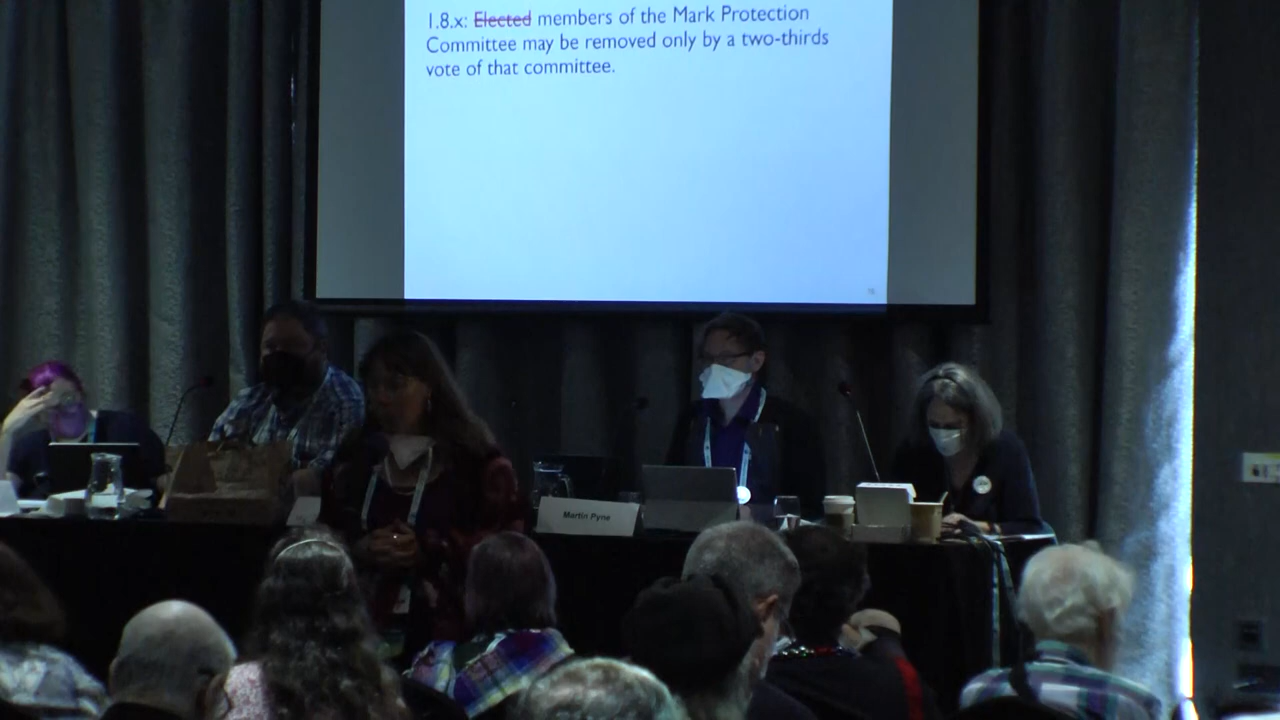 1.8.x: Elected members of the Mark Protection
Committee may be removed only by a two-thirds
vote of that committee.
Martin Pyne